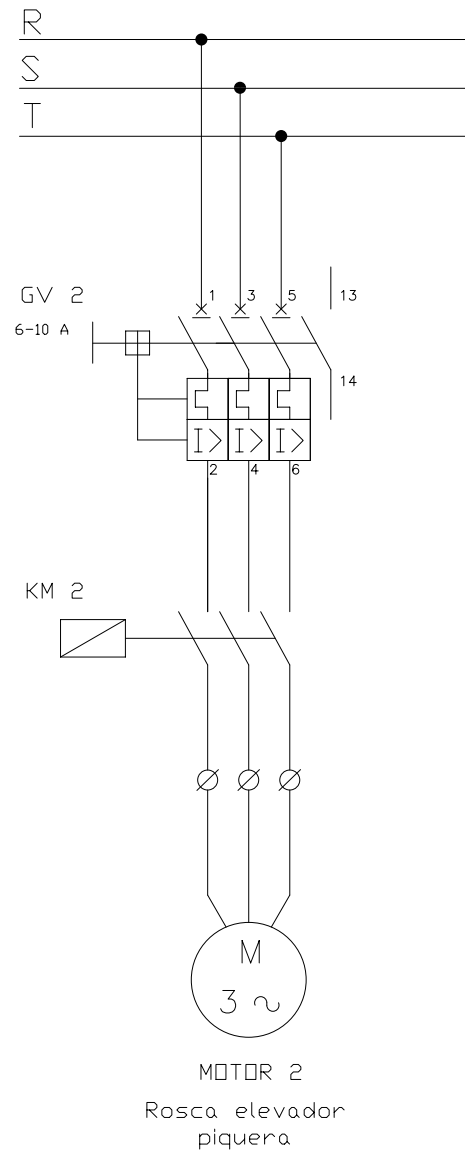 R
S
T
1 3 5 13
GV 2
6-10 A
14
I> I> I>
2 4 6
KM 2
M
3 ~
MOTOR 2
Rosca elevador
piquera